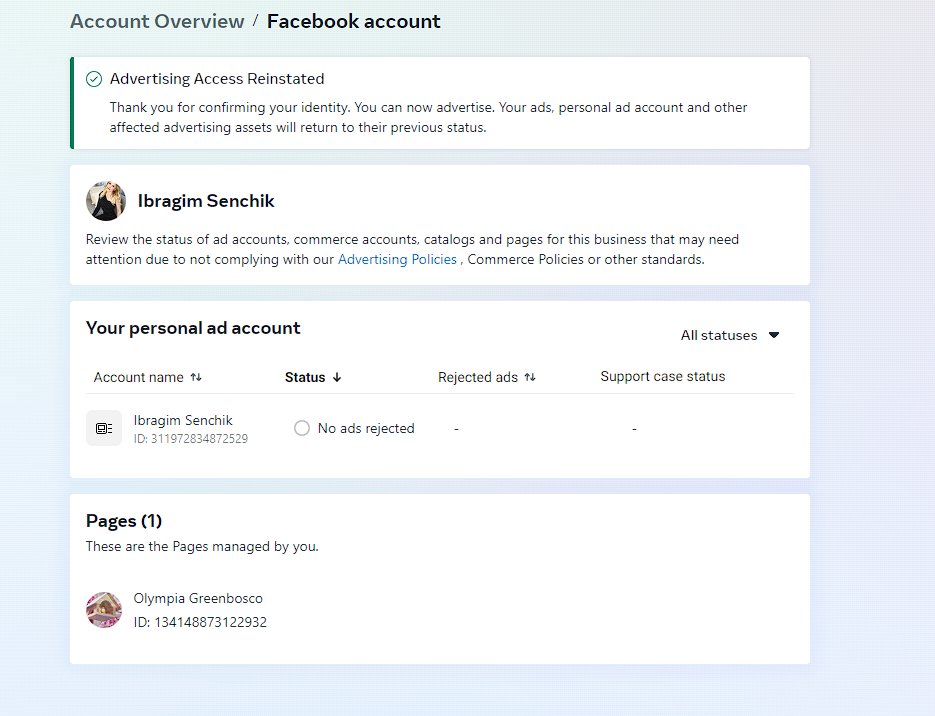 Account Overview / Facebook account
Advertising Access Reinstated
Thank you for confirming your identity. You can now advertise. Your ads, personal ad account and other
affected advertising assets will return to their previous status.
Ibragim Senchik
Review the status of ad accounts, commerce accounts, catalogs and pages for this business that may need
attention due to not complying with our Advertising Policies , Commerce Policies or other standards.
Your personal ad account
All statuses
Account name Status Rejected ads Support case status
Ibragim Senchik
ID: 311972834872529
No ads rejected - -
Pages (1)
These are the Pages managed by you.
Olympia Greenbosco
ID: 134148873122932